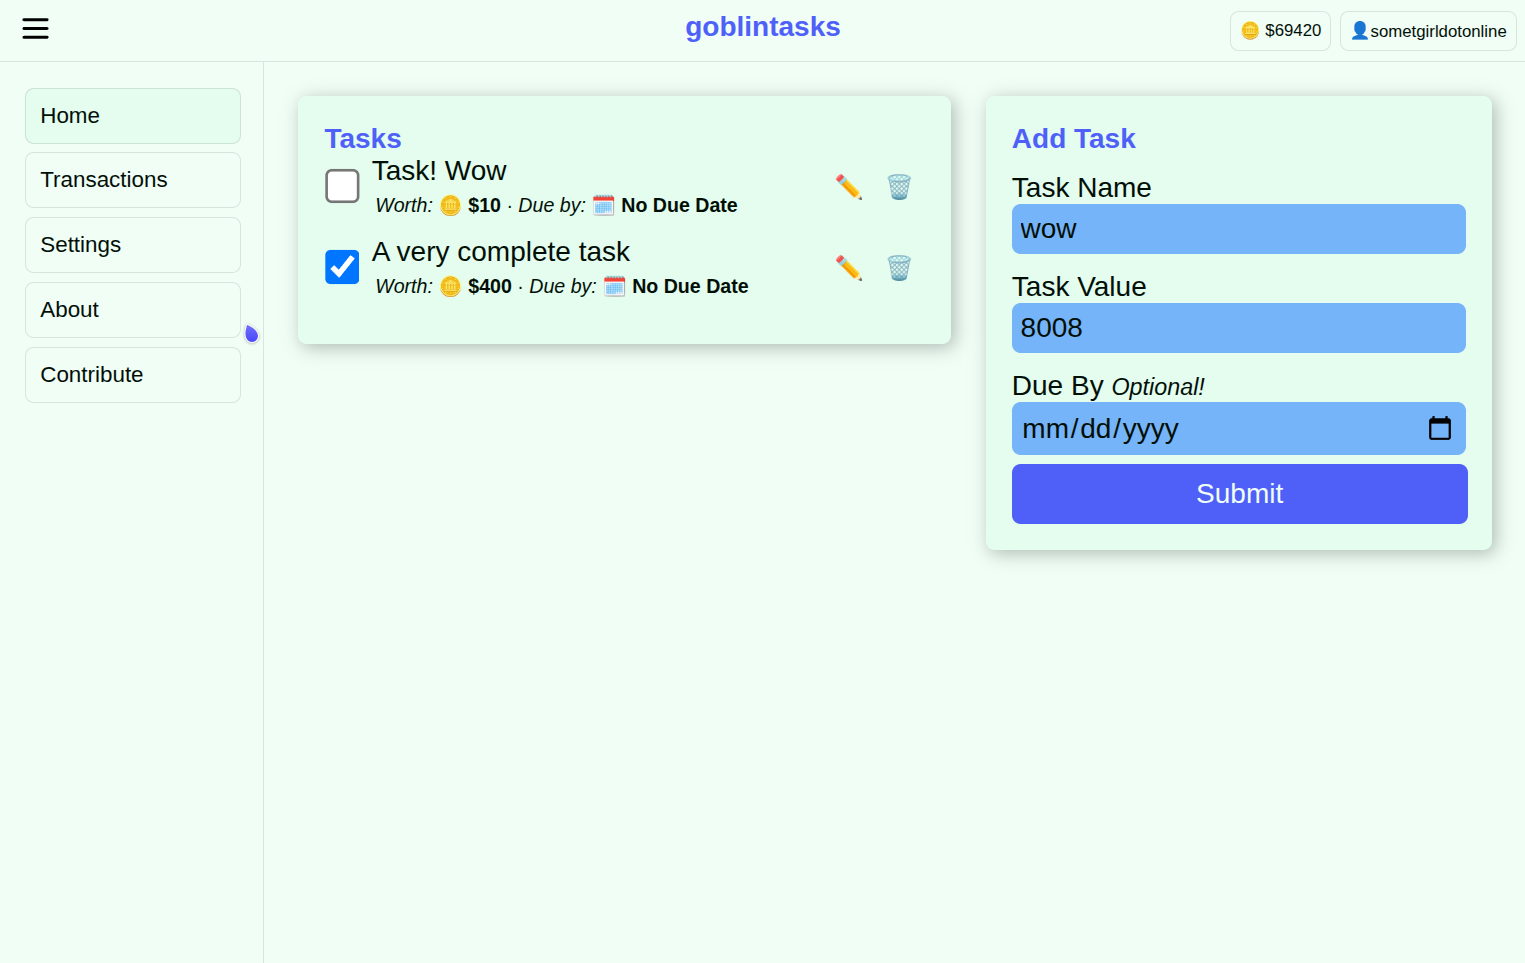 goblintasks
$69420
sometgirldotonline
Home
Transactions
Settings
About
Contribute
Tasks
Task! Wow
Worth: $10 · Due by: No Due Date
A very complete task
Worth: $400 · Due by: No Due Date
Add Task
Task Name
wow
Task Value
8008
Due By Optional!
mm/dd/yyyy
Submit